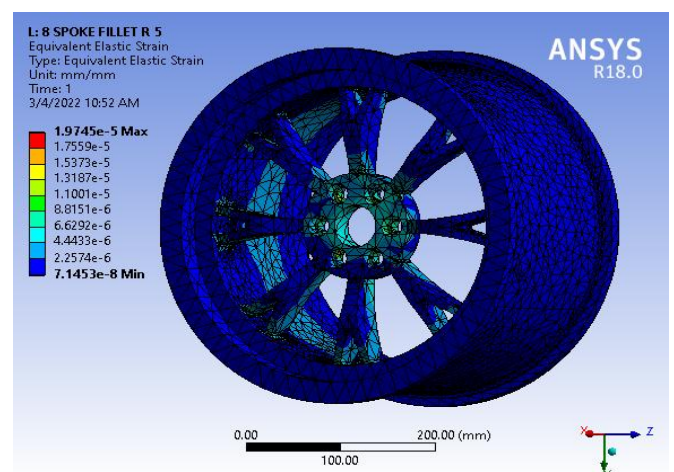 L: 8 SPOKE FILLET R 5
Equivalent Elastic Strain
Type: Equivalent Elastic Strain
Unit: mm/mm
Time: 1
3/4/2022 10:52 AM
1.9745e-5 Max
1.7559e-5
1.5373e-5
1.3187e-5
1.1001e-5
8.8151e-6
6.6292e-6
4.4433e-6
2.2574e-6
7.1453e-8 Min
ANSYS
R18.0
0.00
200.00 (mm)
100.00
X
Z